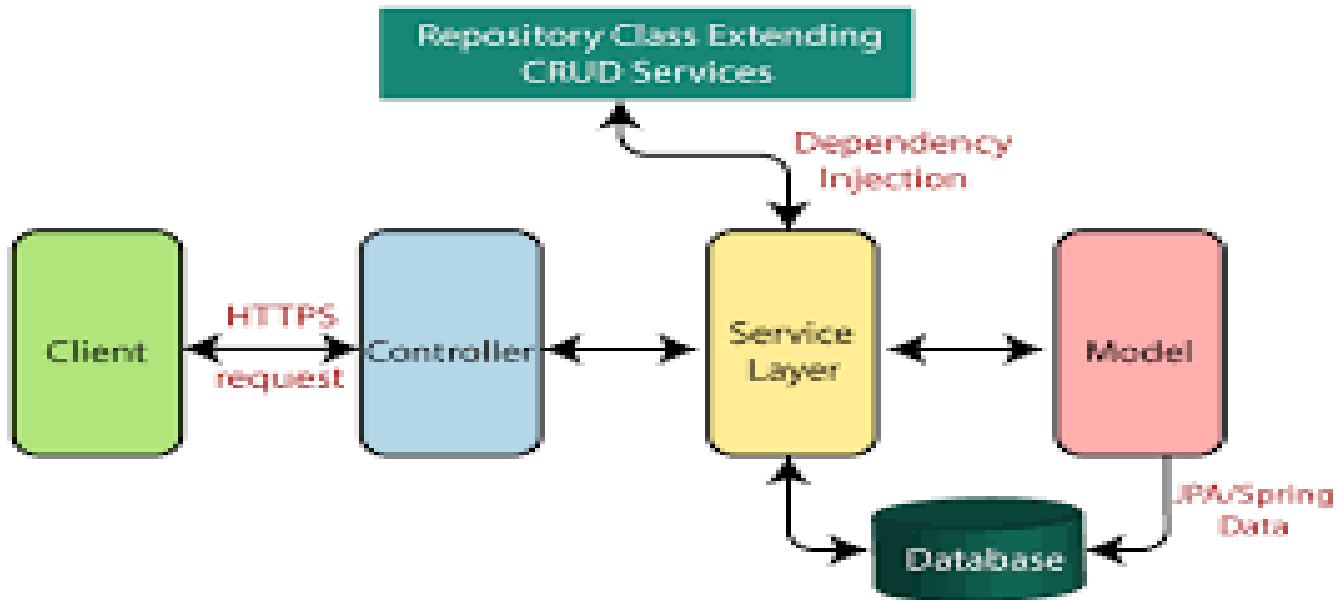 Repository Class Extending
CRUD Services
Dependency
Injection
Client
HTTPS
request
Controller
Service
Layer
Model
JPA/Spring
Data
Database